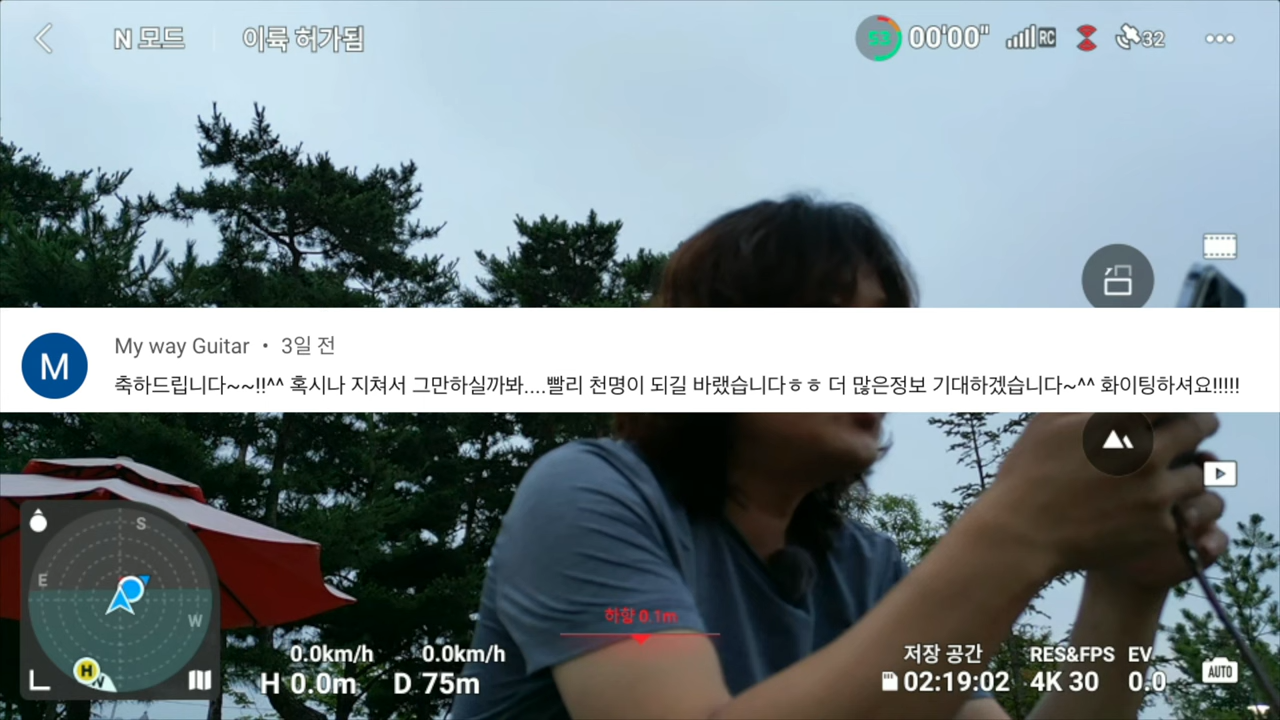 N 모드
이륙 허가됨
53
00'00"
RC
32
My way Guitar • 3일 전
M
축하드립니다~~!!^^ 혹시나 지쳐서 그만하실까봐....빨리 천명이 되길 바랬습니다ㅎㅎ 더 많은정보 기대하겠습니다~^^ 화이팅하셔요!!!!!
S
E
W
H
N
하향 0.1m
0.0km/h
0.0km/h
H 0.0m
D 75m
저장 공간
02:19:02
RES&FPS
4K 30
EV
0.0
AUTO